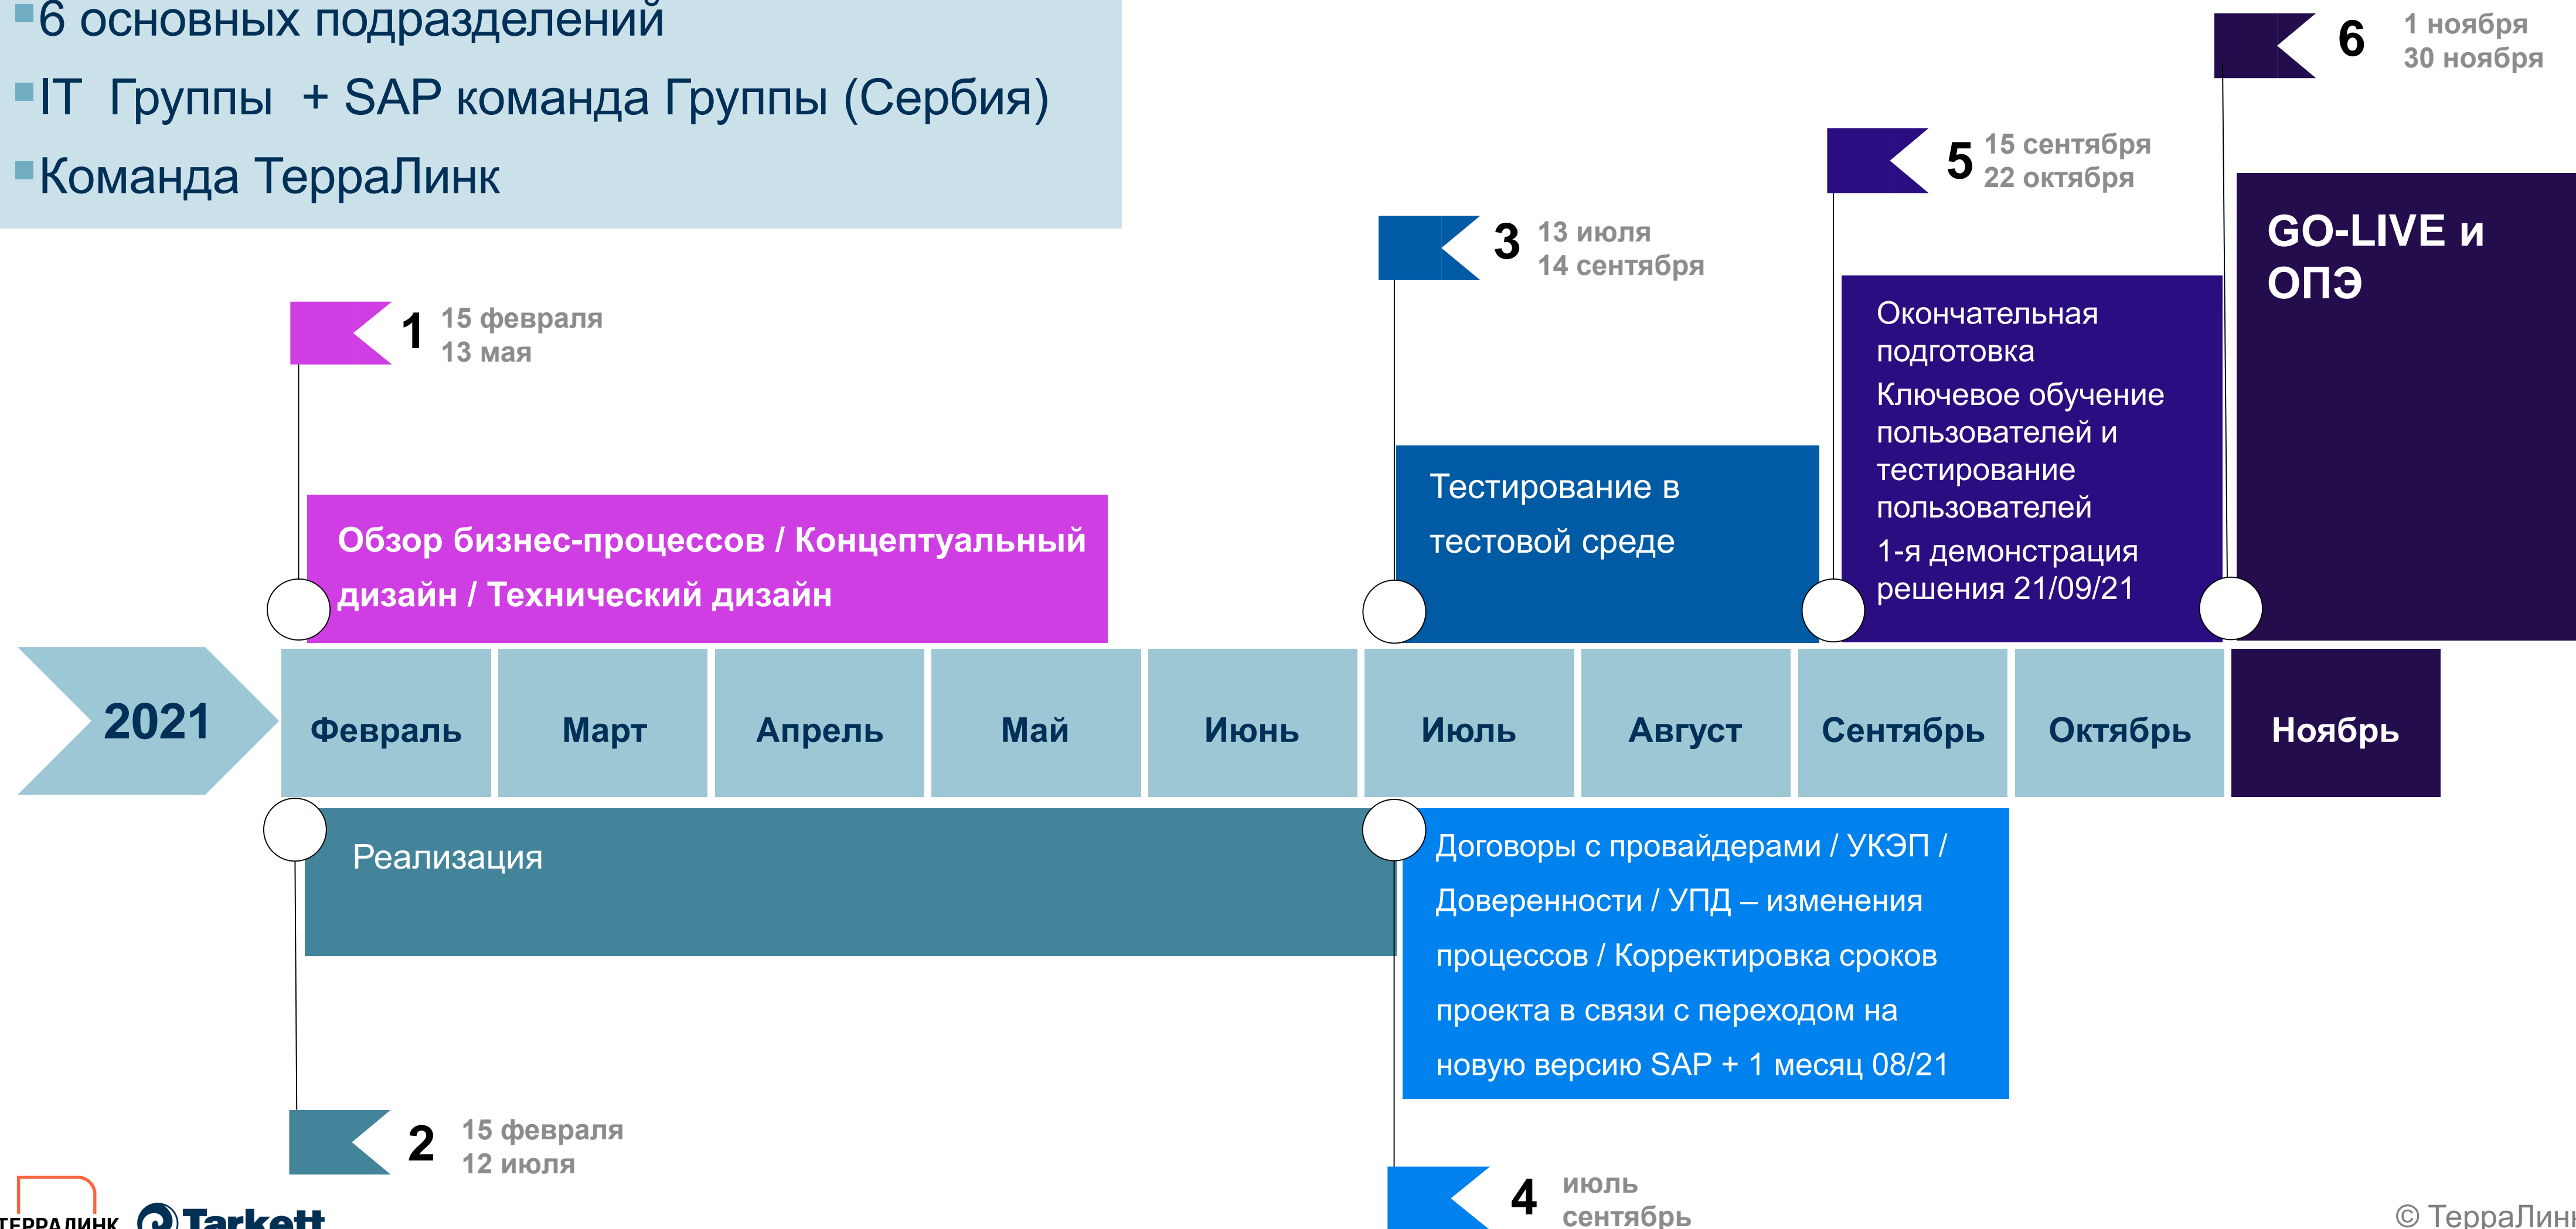 6 основных подразделений
IT Группы + SAP команда Группы (Сербия)
Команда ТерраЛинк
6
1 ноября
30 ноября
5
15 сентября
22 октября
3
13 июля
14 сентября
1
15 февраля
13 мая
GO-LIVE и
ОПЭ
Окончательная
подготовка
Ключевое обучение
пользователей и
тестирование
пользователей
1-я демонстрация
решения 21/09/21
Тестирование в
тестовой среде
Обзор бизнес-процессов / Концептуальный
дизайн / Технический дизайн
2021
Февраль
Март
Апрель
Май
Июнь
Июль
Август
Сентябрь
Октябрь
Ноябрь
Реализация
Договоры с провайдерами / УКЭП /
Доверенности / УПД – изменения
процессов / Корректировка сроков
проекта в связи с переходом на
новую версию SAP + 1 месяц 08/21
2
15 февраля
12 июля
4
июль
сентябрь
ТЕРРАЛИНК
Tarkett
© ТерраЛинк